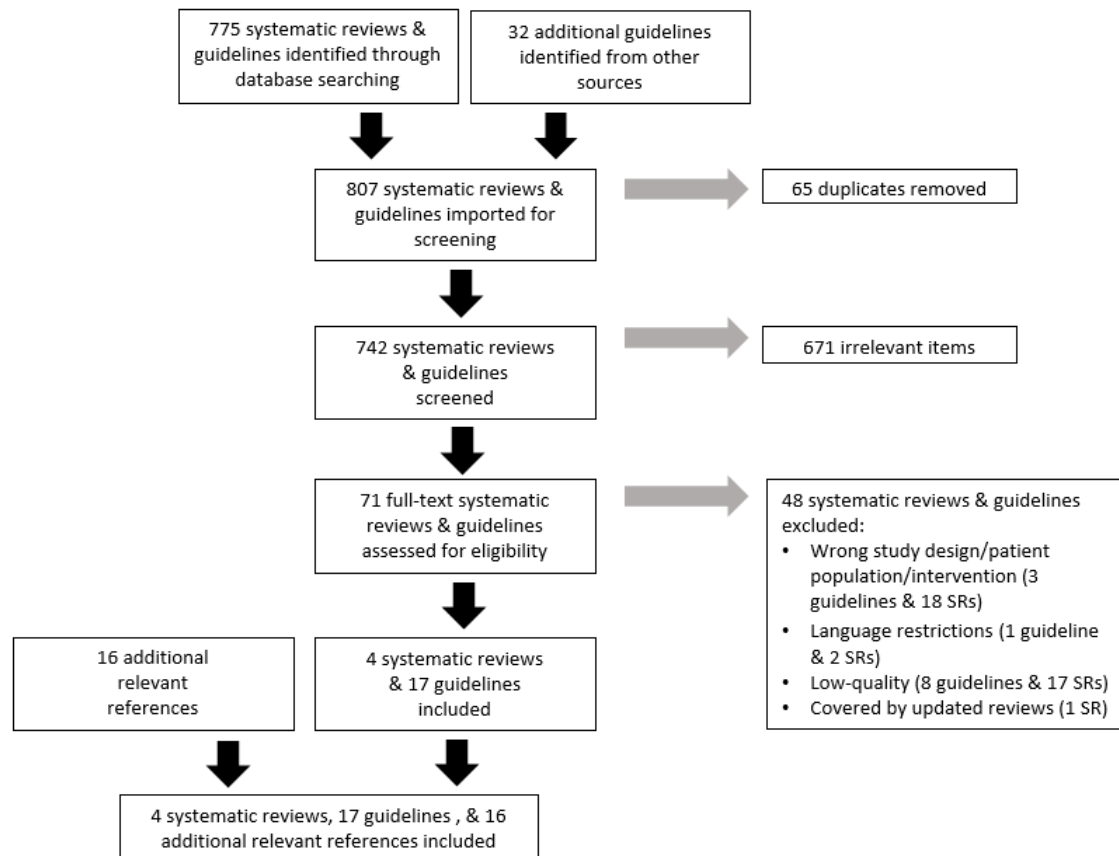 775 systematic reviews &
guidelines identified through
database searching
32 additional guidelines
identified from other
sources
807 systematic reviews &
guidelines imported for
screening
65 duplicates removed
742 systematic reviews
& guidelines
screened
671 irrelevant items
71 full-text systematic
reviews & guidelines
assessed for eligibility
48 systematic reviews & guidelines
excluded:
• Wrong study design/patient
population/intervention (3
guidelines & 18 SRs)
• Language restrictions (1 guideline
& 2 SRs)
• Low-quality (8 guidelines & 17 SRs)
• Covered by updated reviews (1 SR)
16 additional
relevant
references
4 systematic reviews
& 17 guidelines
included
4 systematic reviews, 17 guidelines , & 16
additional relevant references included